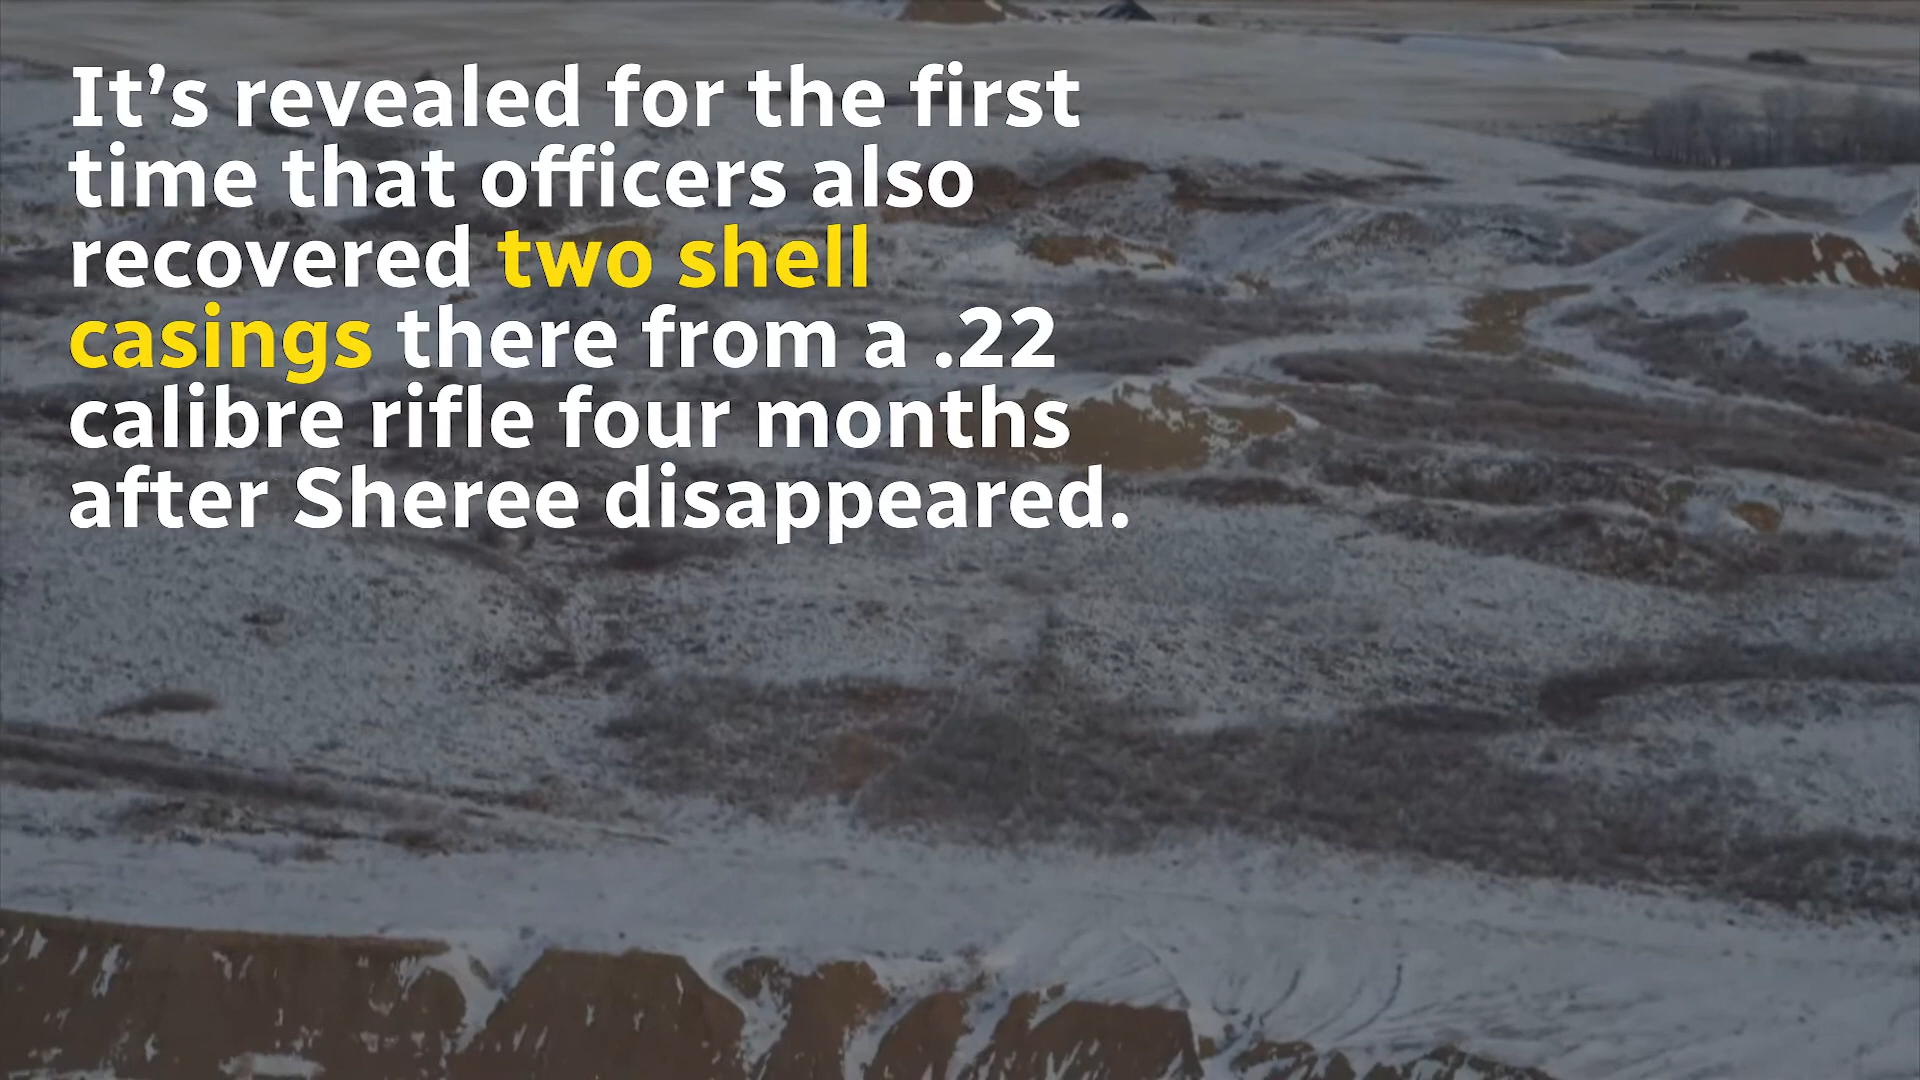 It’s revealed for the first
time that officers also
recovered two shell
casings there from a .22
calibre rifle four months
after Sheree disappeared.